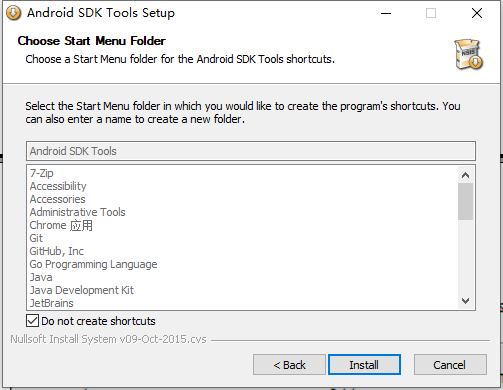 Android SDK Tools Setup
Choose Start Menu Folder
Choose a Start Menu folder for the Android SDK Tools shortcuts.
Select the Start Menu folder in which you would like to create the program's shortcuts. You
can also enter a name to create a new folder.
Android SDK Tools
7-Zip
Accessibility
Accessories
Administrative Tools
Chrome 应用
Git
GitHub, Inc
Go Programming Language
Java
Java Development Kit
JetBrains
Do not create shortcuts
Nullsoft Install System v09-Oct-2015.cvs
< Back
Install
Cancel